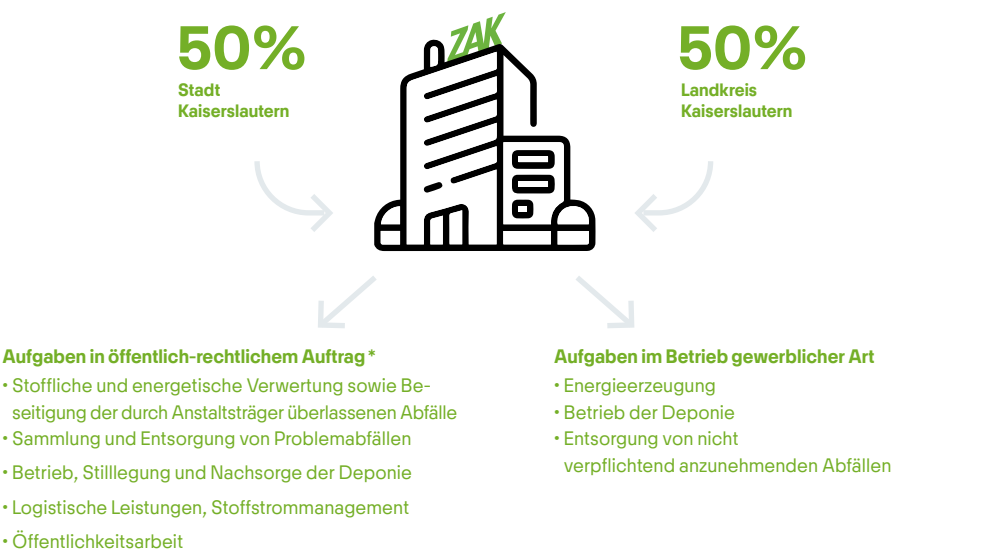 50%
Stadt
Kaiserslautern
ZAK
50%
Landkreis
Kaiserslautern
Aufgaben in öffentlich-rechtlichem Auftrag *
• Stoffliche und energetische Verwertung sowie Be-
seitigung der durch Anstaltsträger überlassenen Abfälle
• Sammlung und Entsorgung von Problemabfällen
• Betrieb, Stilllegung und Nachsorge der Deponie
• Logistische Leistungen, Stoffstrommanagement
• Öffentlichkeitsarbeit
Aufgaben im Betrieb gewerblicher Art
• Energieerzeugung
• Betrieb der Deponie
• Entsorgung von nicht
verpflichtend anzunehmenden Abfällen